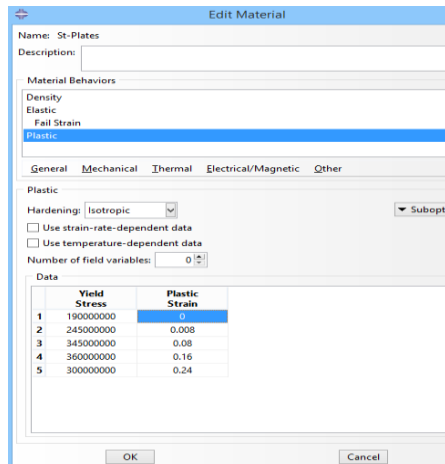 Edit Material
Name: St-Plates
Description:
Material Behaviors
Density
Elastic
Fail Strain
Plastic
General Mechanical Thermal Electrical/Magnetic Other
Plastic
Hardening: Isotropic Subopt
Use strain-rate-dependent data
Use temperature-dependent data
Number of field variables: 0
Data
Yield Plastic
Stress Strain
1 190000000 0
2 245000000 0.008
3 345000000 0.08
4 360000000 0.16
5 300000000 0.24
OK Cancel